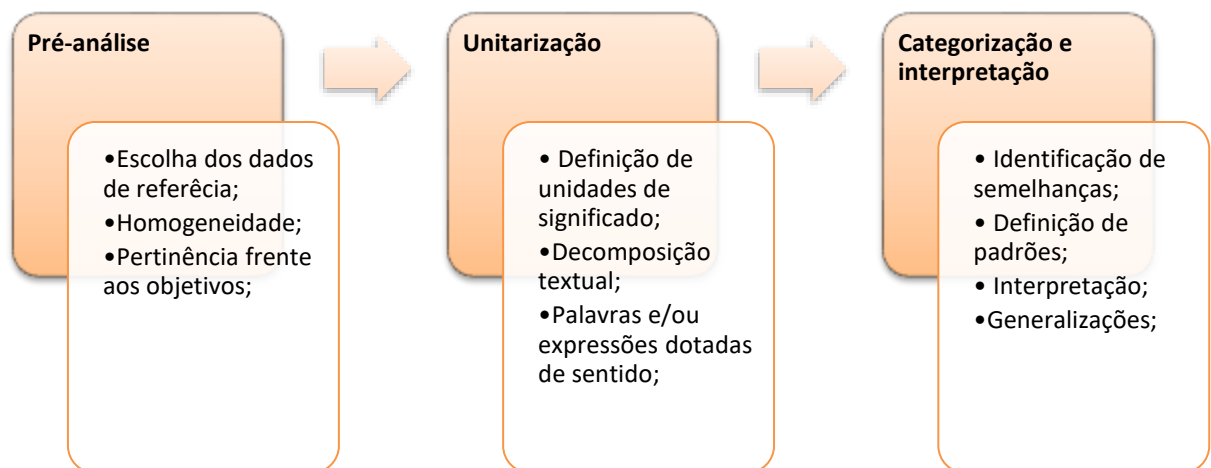 Pré-análise
•Escolha dos dados
de referêcia;
•Homogeneidade;
•Pertinência frente
aos objetivos;
Unitarização
• Definição de
unidades de
significado;
•Decomposição
textual;
•Palavras e/ou
expressões dotadas
de sentido;
Categorização e
interpretação
• Identificação de
semelhanças;
• Definição de
padrões;
• Interpretação;
•Generalizações;